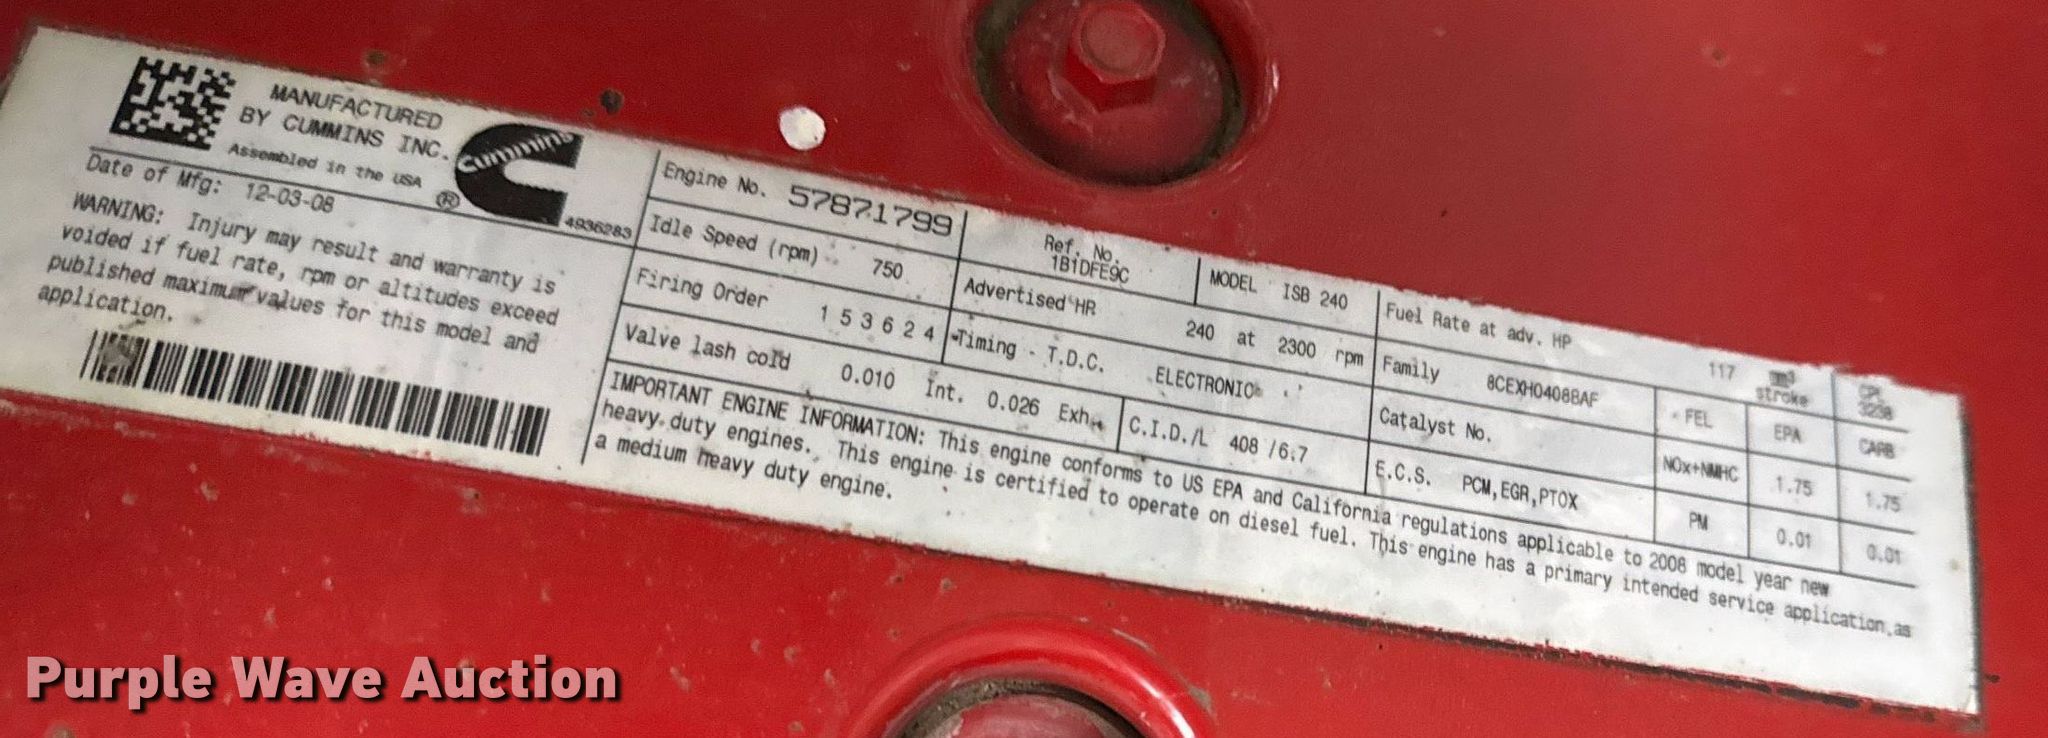 MANUFACTURED
BY CUMMINS INC.
Assembled in the USA
Cummins
®
4936283
Date of Mfg: 12-03-08
WARNING: Injury may result and warranty is
voided if fuel rate, rpm or altitudes exceed
published maximum values for this model and
application.
Engine No. 57871799
Ref. No.
1B1DFE9C
MODEL ISB 240
Fuel Rate at adv. HP 117 mm³
stroke
CPL
3238
Idle Speed (rpm) 750
Advertised HR 240 at 2300 rpm
Family 8CEXH0408BAF
FEL EPA CARB
Firing Order 1 5 3 6 2 4
Timing - T.D.C. ELECTRONIC
Catalyst No.
NOx+NMHC 1.75 1.75
Valve lash cold 0.010 Int. 0.026 Exh.
C.I.D./L 408 /6.7
E.C.S. PCM,EGR,PTOX
PM 0.01 0.01
IMPORTANT ENGINE INFORMATION: This engine conforms to US EPA and California regulations applicable to 2008 model year new
heavy duty engines. This engine is certified to operate on diesel fuel. This engine has a primary intended service application as
a medium heavy duty engine.
Purple Wave Auction